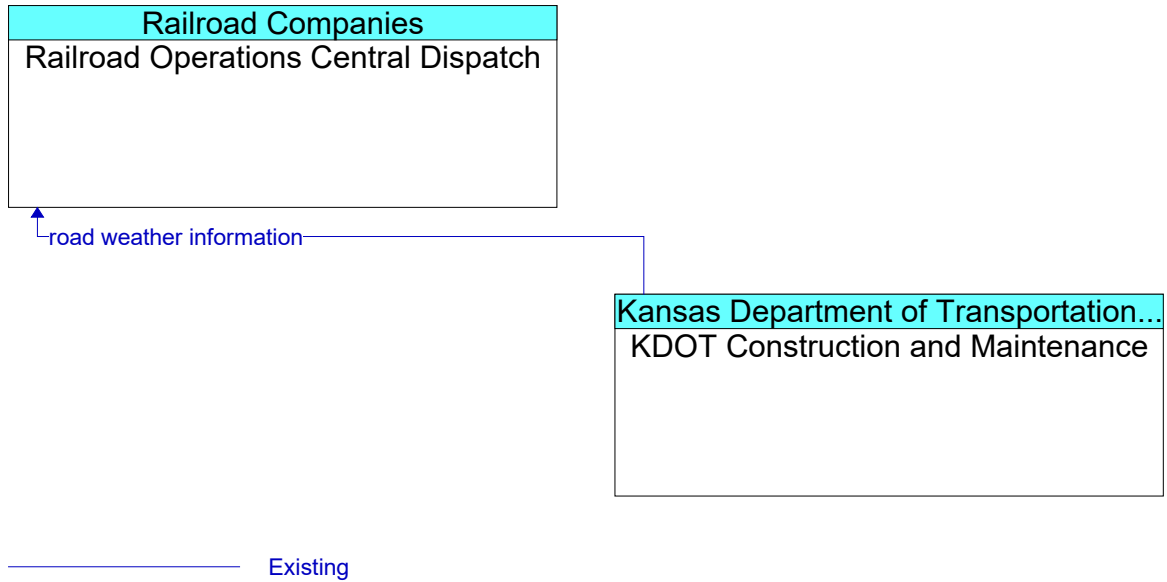 Railroad Companies
Railroad Operations Central Dispatch
road weather information
Kansas Department of Transportation...
KDOT Construction and Maintenance
Existing